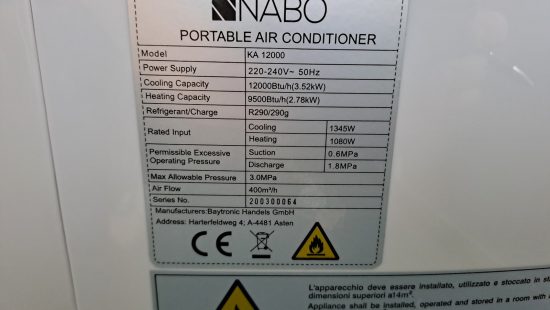 NABO
PORTABLE AIR CONDITIONER
Model KA 12000
Power Supply 220-240V~ 50Hz
Cooling Capacity 12000Btu/h(3.52kW)
Heating Capacity 9500Btu/h(2.78kW)
Refrigerant/Charge R290/290g
Rated Input Cooling 1345W
Heating 1080W
Permissible Excessive Operating Pressure Suction 0.6MPa
Discharge 1.8MPa
Max Allowable Pressure 3.0MPa
Air Flow 400m³/h
Series No. 200300064
Manufacturers:Baytronic Handels GmbH
Address: Harterfeldweg 4; A-4481 Asten
CE
L'apparecchio deve essere installato, utilizzato e stoccato in
dimensioni superiori a14m².
Appliance shall be installed, operated and stored in a room with